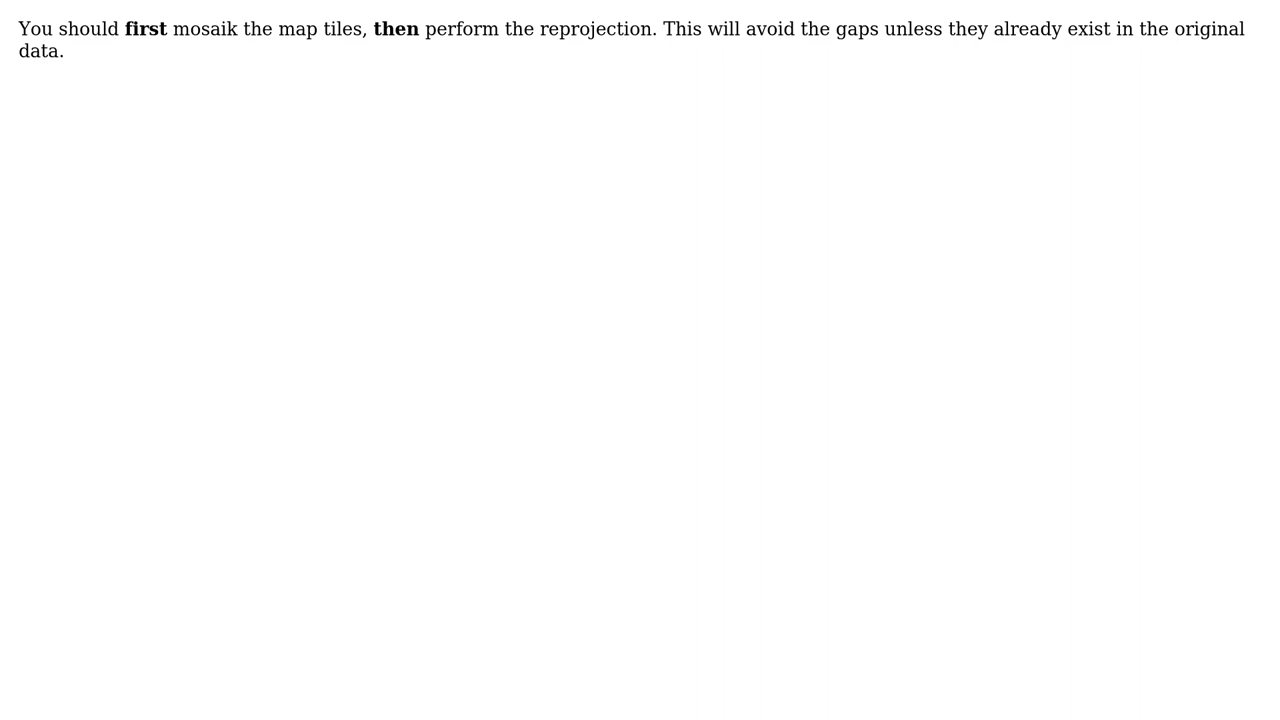 You should first mosaik the map tiles, then perform the reprojection. This will avoid the gaps unless they already exist in the original
data.